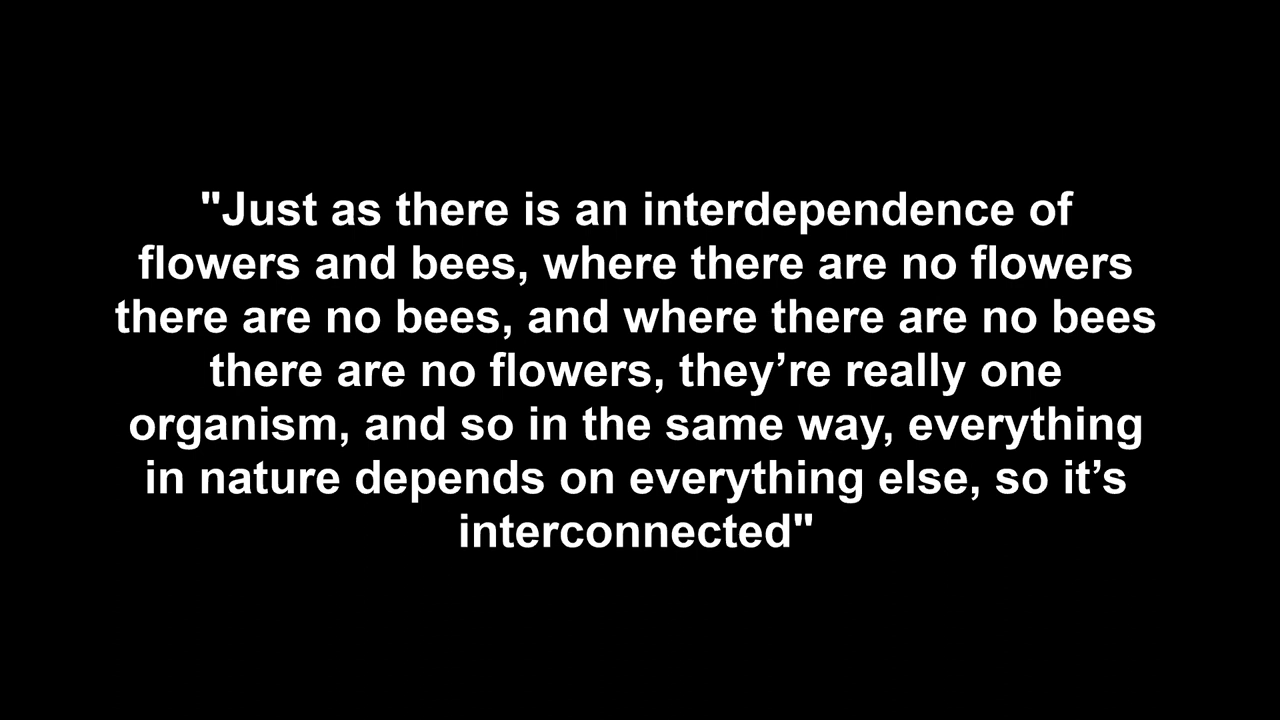 "Just as there is an interdependence of
flowers and bees, where there are no flowers
there are no bees, and where there are no bees
there are no flowers, they’re really one
organism, and so in the same way, everything
in nature depends on everything else, so it’s
interconnected"